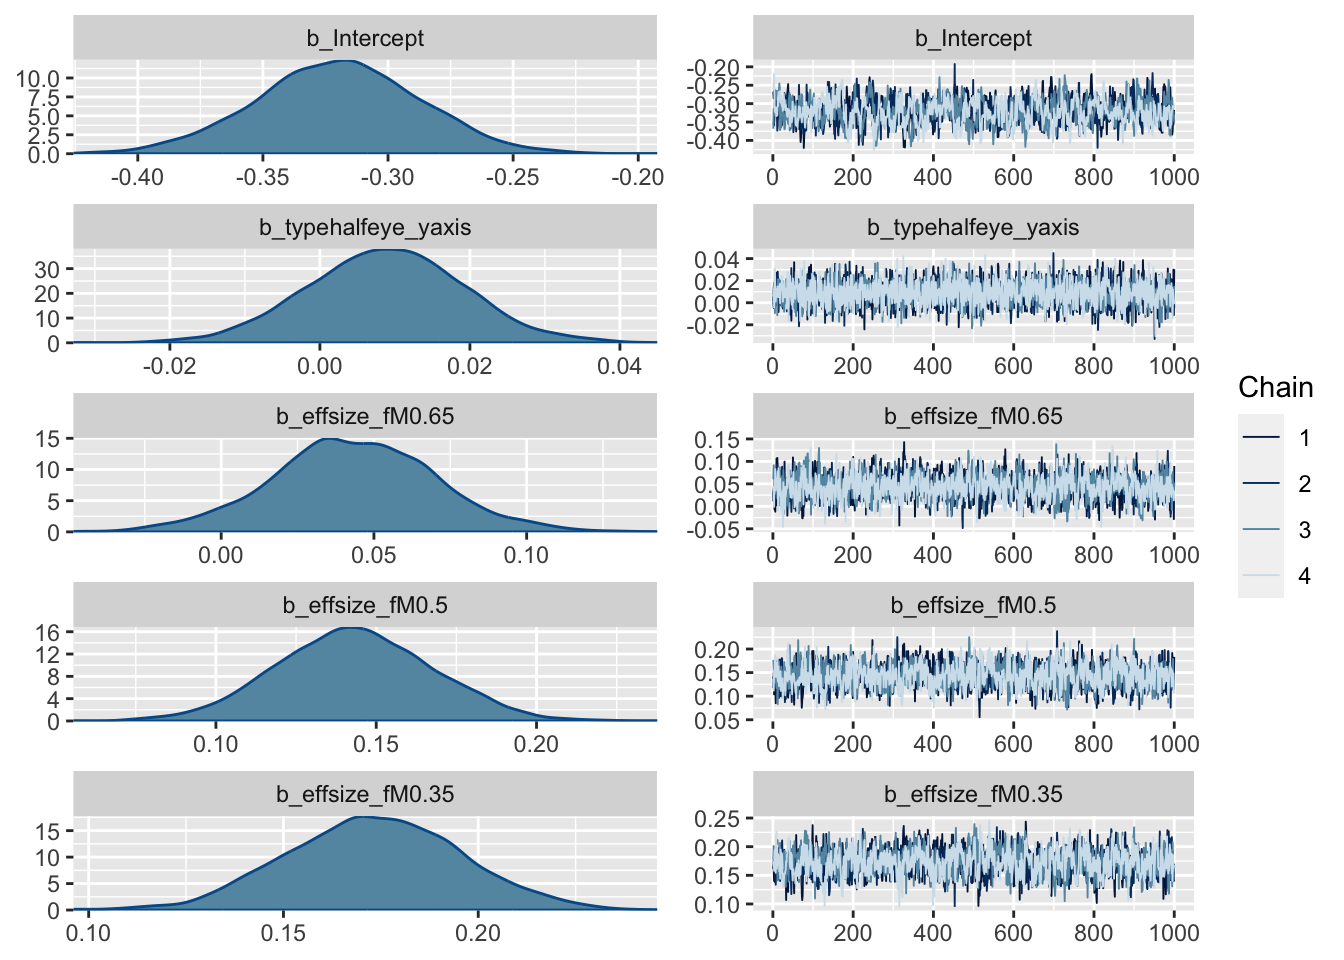 b_Intercept
10.0
7.5
5.0
2.5
0.0
-0.40 -0.35 -0.30 -0.25 -0.20
b_Intercept
-0.20
-0.25
-0.30
-0.35
-0.40
0 200 400 600 800 1000
b_typehalfeye_yaxis
30
20
10
0
-0.02 0.00 0.02 0.04
b_typehalfeye_yaxis
0.04
0.02
0.00
-0.02
0 200 400 600 800 1000
b_effsize_fM0.65
15
10
5
0
0.00 0.05 0.10
b_effsize_fM0.65
0.15
0.10
0.05
0.00
-0.05
0 200 400 600 800 1000
b_effsize_fM0.5
16
12
8
4
0
0.10 0.15 0.20
b_effsize_fM0.5
0.20
0.15
0.10
0.05
0 200 400 600 800 1000
b_effsize_fM0.35
15
10
5
0
0.10 0.15 0.20
b_effsize_fM0.35
0.25
0.20
0.15
0.10
0 200 400 600 800 1000
Chain
1
2
3
4